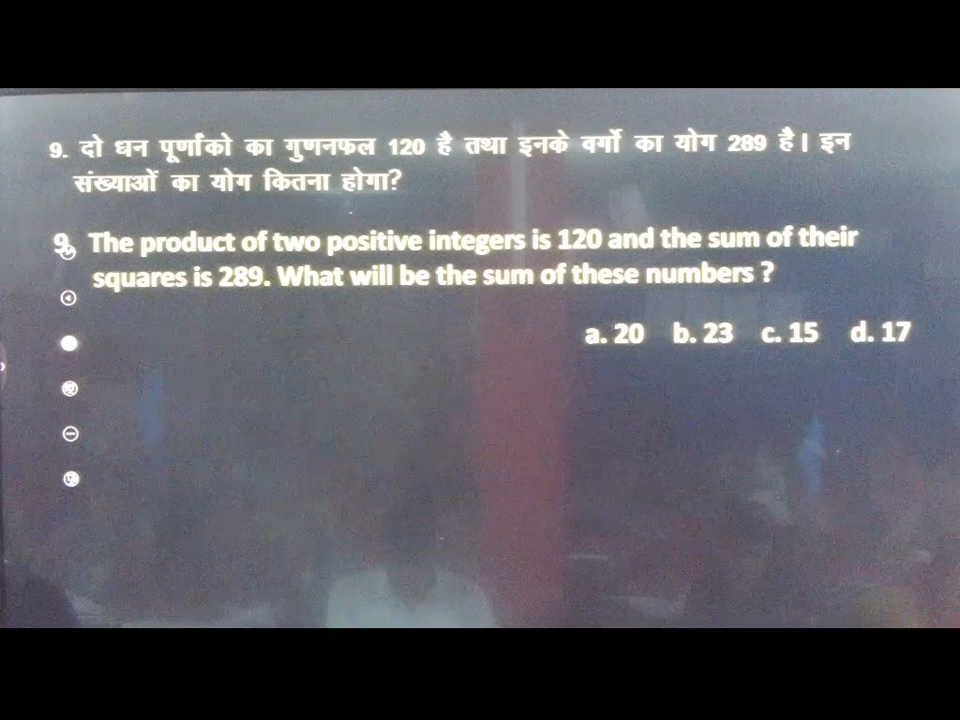 9. दो धन पूर्णांको का गुणनफल 120 है तथा इनके वर्गो का योग 289 है। इन
संख्याओं का योग कितना होगा?
9. The product of two positive integers is 120 and the sum of their
squares is 289. What will be the sum of these numbers ?
a. 20 b. 23 c. 15 d. 17